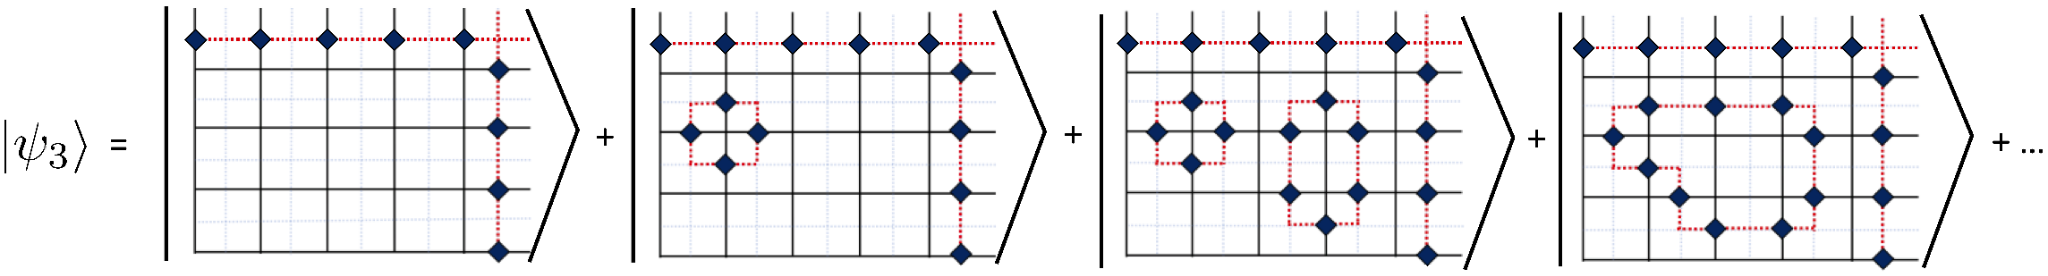 |ψ₃⟩ = + + + + ...